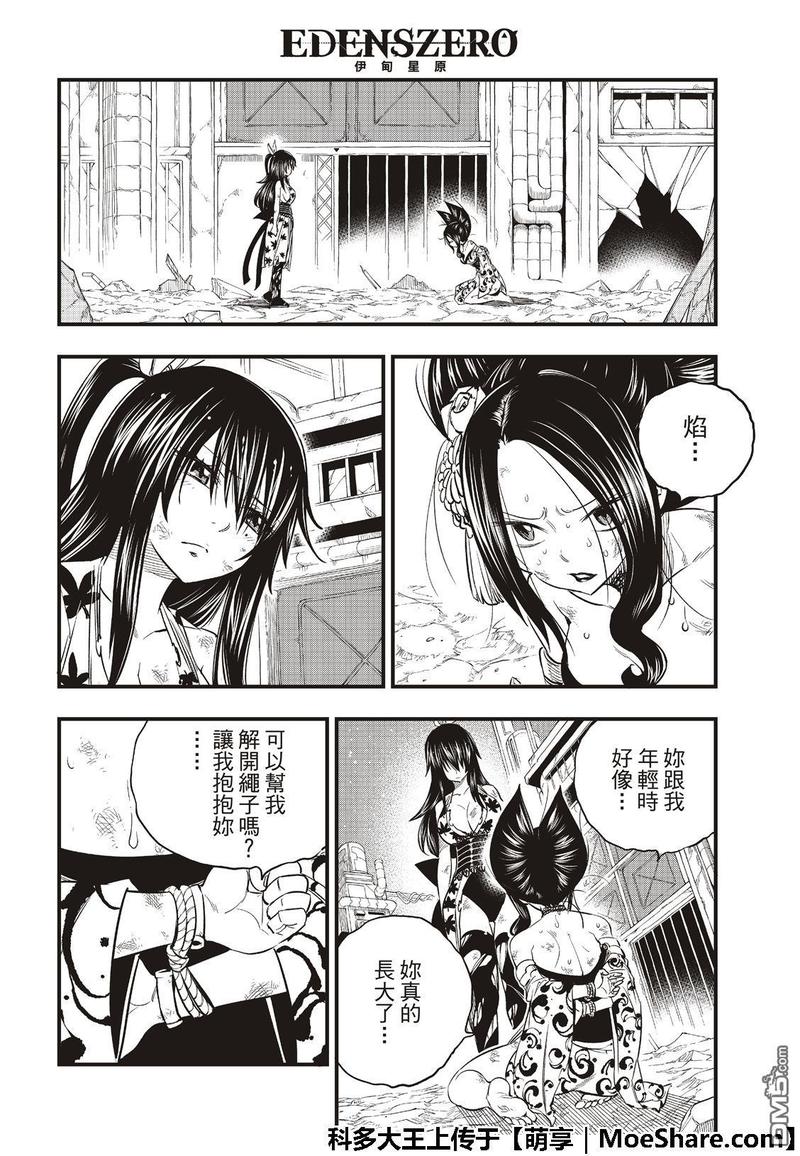 EDENSZERO
伊甸星原
焰…
妳跟我
年輕時
好像…
妳真的
長大了…
可以幫我
解開繩子嗎?
讓我抱抱妳
……
DM5.com
科多大王上传于【萌享｜MoeShare.com】